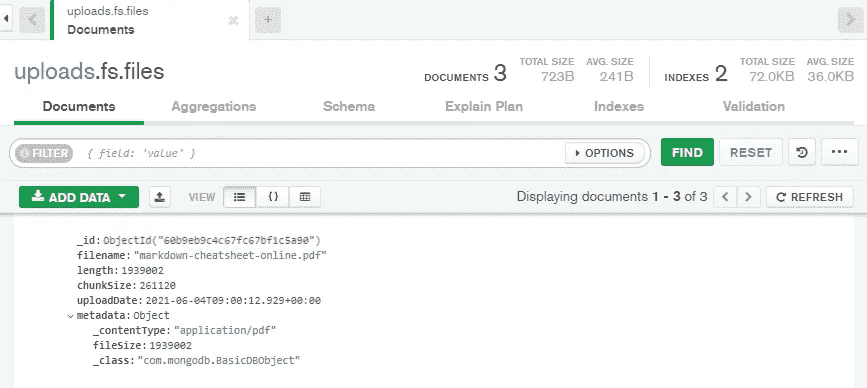 uploads.fs.files
Documents
uploads.fs.files
DOCUMENTS 3 TOTAL SIZE 723B AVG. SIZE 241B INDEXES 2 TOTAL SIZE 72.0KB AVG. SIZE 36.0KB
Documents Aggregations Schema Explain Plan Indexes Validation
FILTER { field: 'value' } OPTIONS FIND RESET
ADD DATA VIEW {} Displaying documents 1 - 3 of 3 REFRESH
_id: ObjectId("60b9eb9c4c67fc67bf1c5a90")
filename: "markdown-cheatsheet-online.pdf"
length: 1939002
chunkSize: 261120
uploadDate: 2021-06-04T09:00:12.929+00:00
metadata: Object
_contentType: "application/pdf"
fileSize: 1939002
_class: "com.mongodb.BasicDBObject"